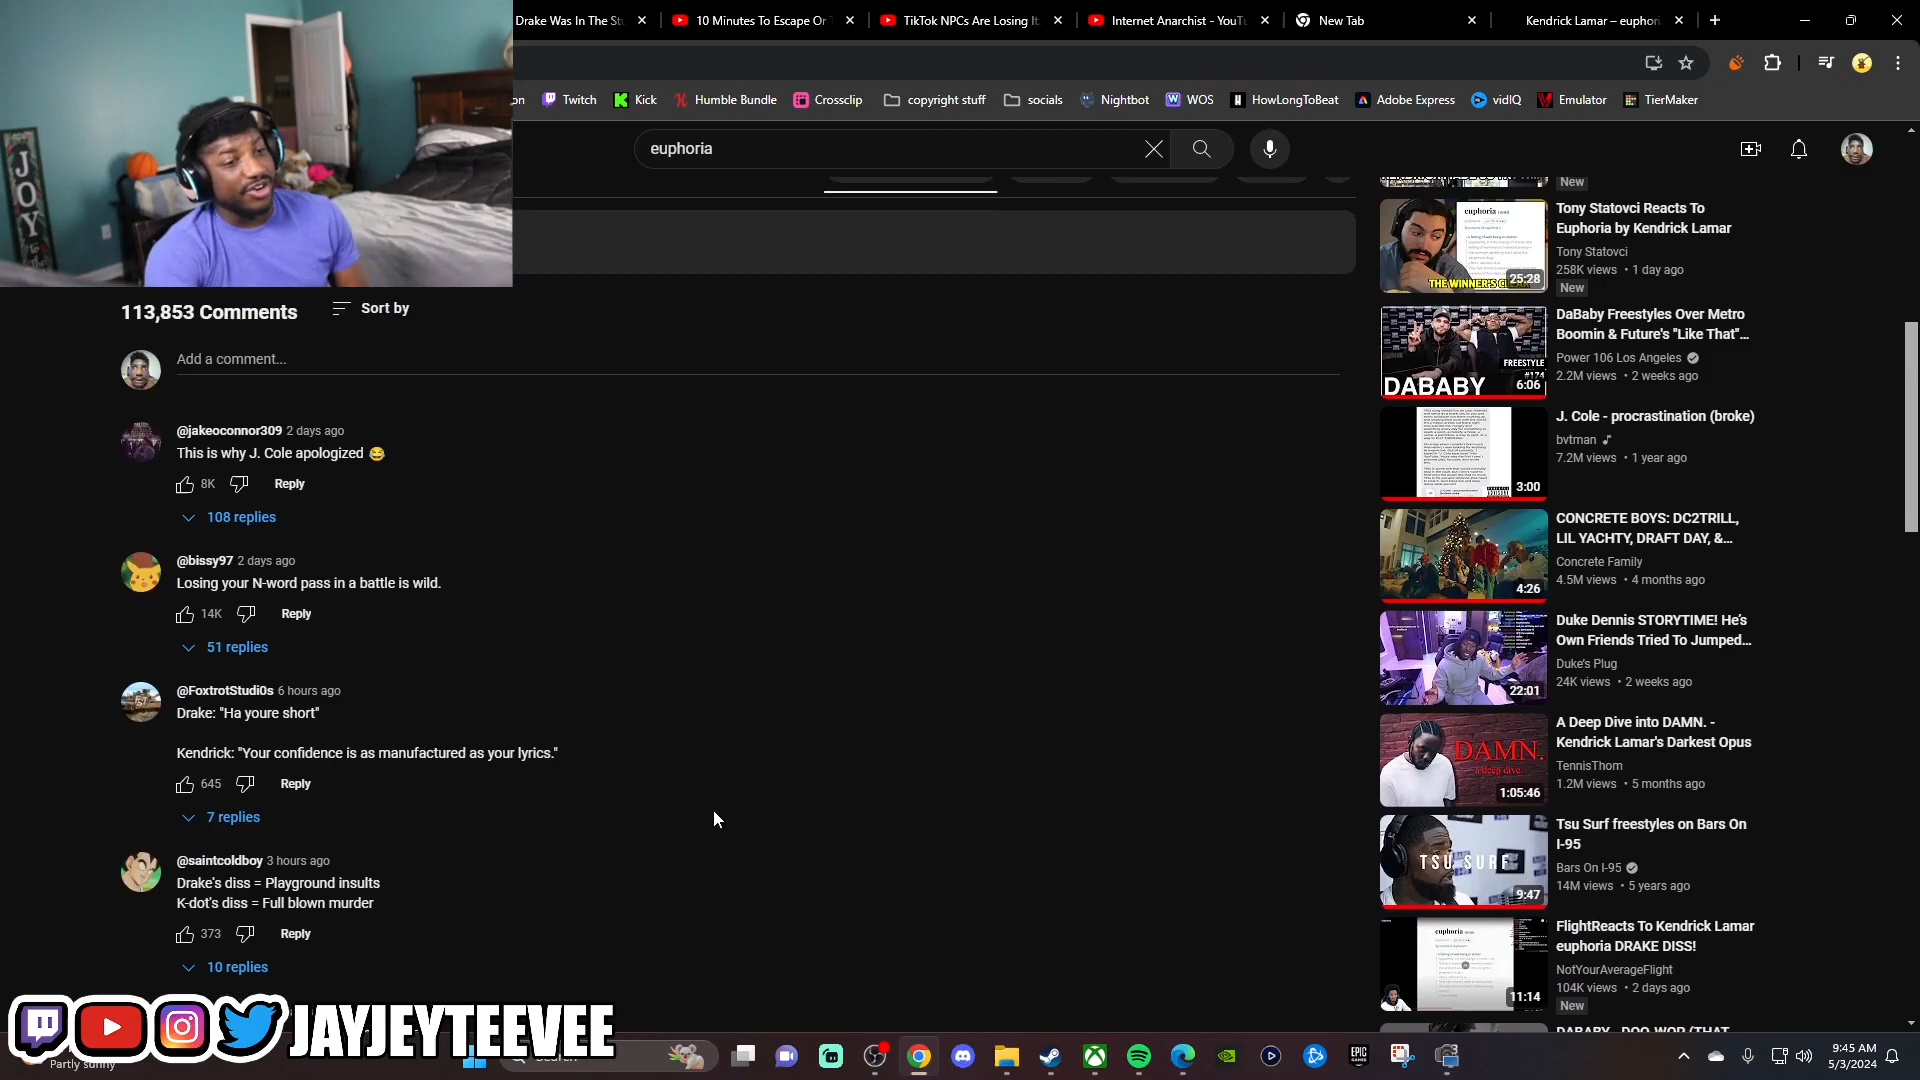 Drake Was In The Stu
10 Minutes To Escape Or
TikTok NPCs Are Losing It
Internet Anarchist - YouTu
New Tab
Kendrick Lamar – euphori
on
Twitch
Kick
Humble Bundle
Crossclip
copyright stuff
socials
Nightbot
WOS
HowLongToBeat
Adobe Express
vidIQ
Emulator
TierMaker
euphoria
JOY
113,853 Comments
Sort by
Add a comment...
@jakeoconnor309 2 days ago
This is why J. Cole apologized 😂
8K
Reply
108 replies
@bissy97 2 days ago
Losing your N-word pass in a battle is wild.
14K
Reply
51 replies
@FoxtrotStudi0s 6 hours ago
Drake: "Ha youre short"
Kendrick: "Your confidence is as manufactured as your lyrics."
645
Reply
7 replies
@saintcoldboy 3 hours ago
Drake's diss = Playground insults
K-dot's diss = Full blown murder
373
Reply
10 replies
New
euphoria
25:28
Tony Statovci Reacts To
Euphoria by Kendrick Lamar
Tony Statovci
258K views • 1 day ago
New
FREESTYLE
#174
DABABY
6:06
DaBaby Freestyles Over Metro
Boomin & Future's "Like That"...
Power 106 Los Angeles
2.2M views • 2 weeks ago
3:00
J. Cole - procrastination (broke)
bvtman
7.2M views • 1 year ago
4:26
CONCRETE BOYS: DC2TRILL,
LIL YACHTY, DRAFT DAY, &...
Concrete Family
4.5M views • 4 months ago
22:01
Duke Dennis STORYTIME! He's
Own Friends Tried To Jumped...
Duke's Plug
24K views • 2 weeks ago
DAMN.
a deep dive.
1:05:46
A Deep Dive into DAMN. -
Kendrick Lamar's Darkest Opus
TennisThom
1.2M views • 5 months ago
TSU SURF
9:47
Tsu Surf freestyles on Bars On
I-95
Bars On I-95
14M views • 5 years ago
euphoria
11:14
FlightReacts To Kendrick Lamar
euphoria DRAKE DISS!
NotYourAverageFlight
104K views • 2 days ago
New
JAYJEYTEEVEE
Partly sunny
EPIC
9:45 AM
5/3/2024